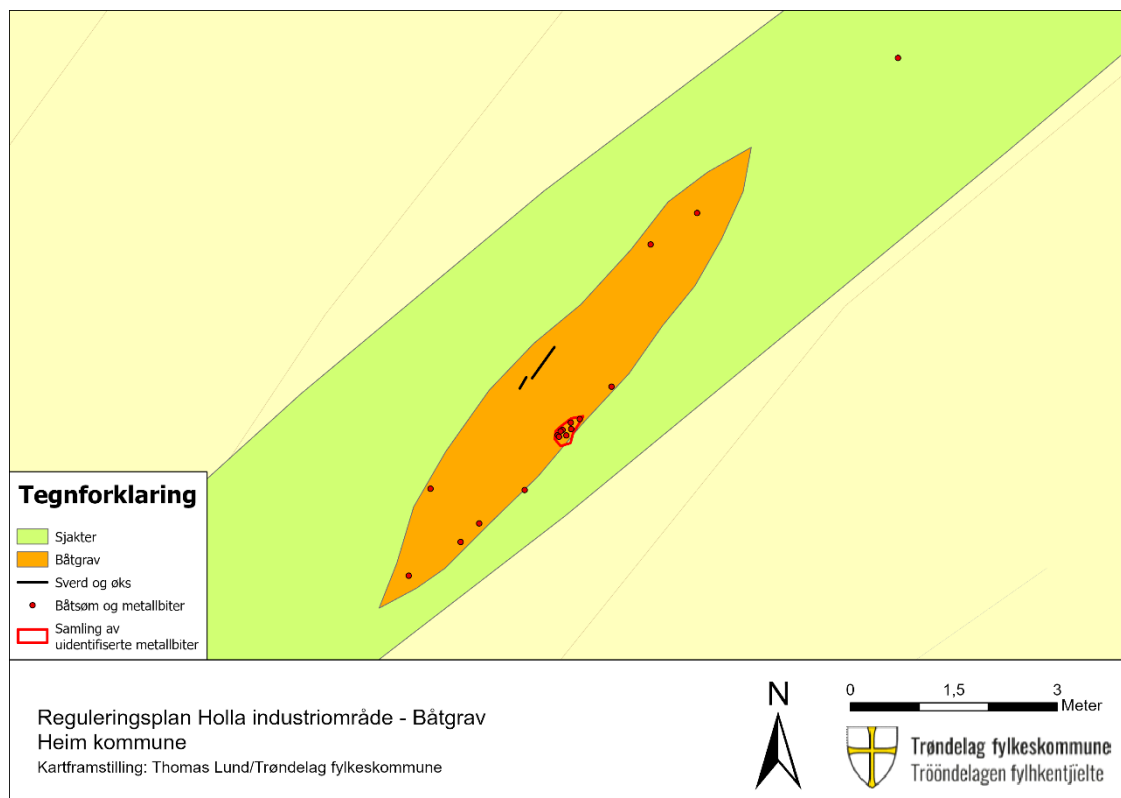 Tegnforklaring
Sjakter
Båtgrav
Sverd og øks
Båtsøm og metallbiter
Samling av
uidentifiserte metallbiter
Reguleringsplan Holla industriområde - Båtgrav
Heim kommune
Kartframstilling: Thomas Lund/Trøndelag fylkeskommune
N
0 1,5 3
Meter
Trøndelag fylkeskommune
Trööndelagen fylhkentjïelte